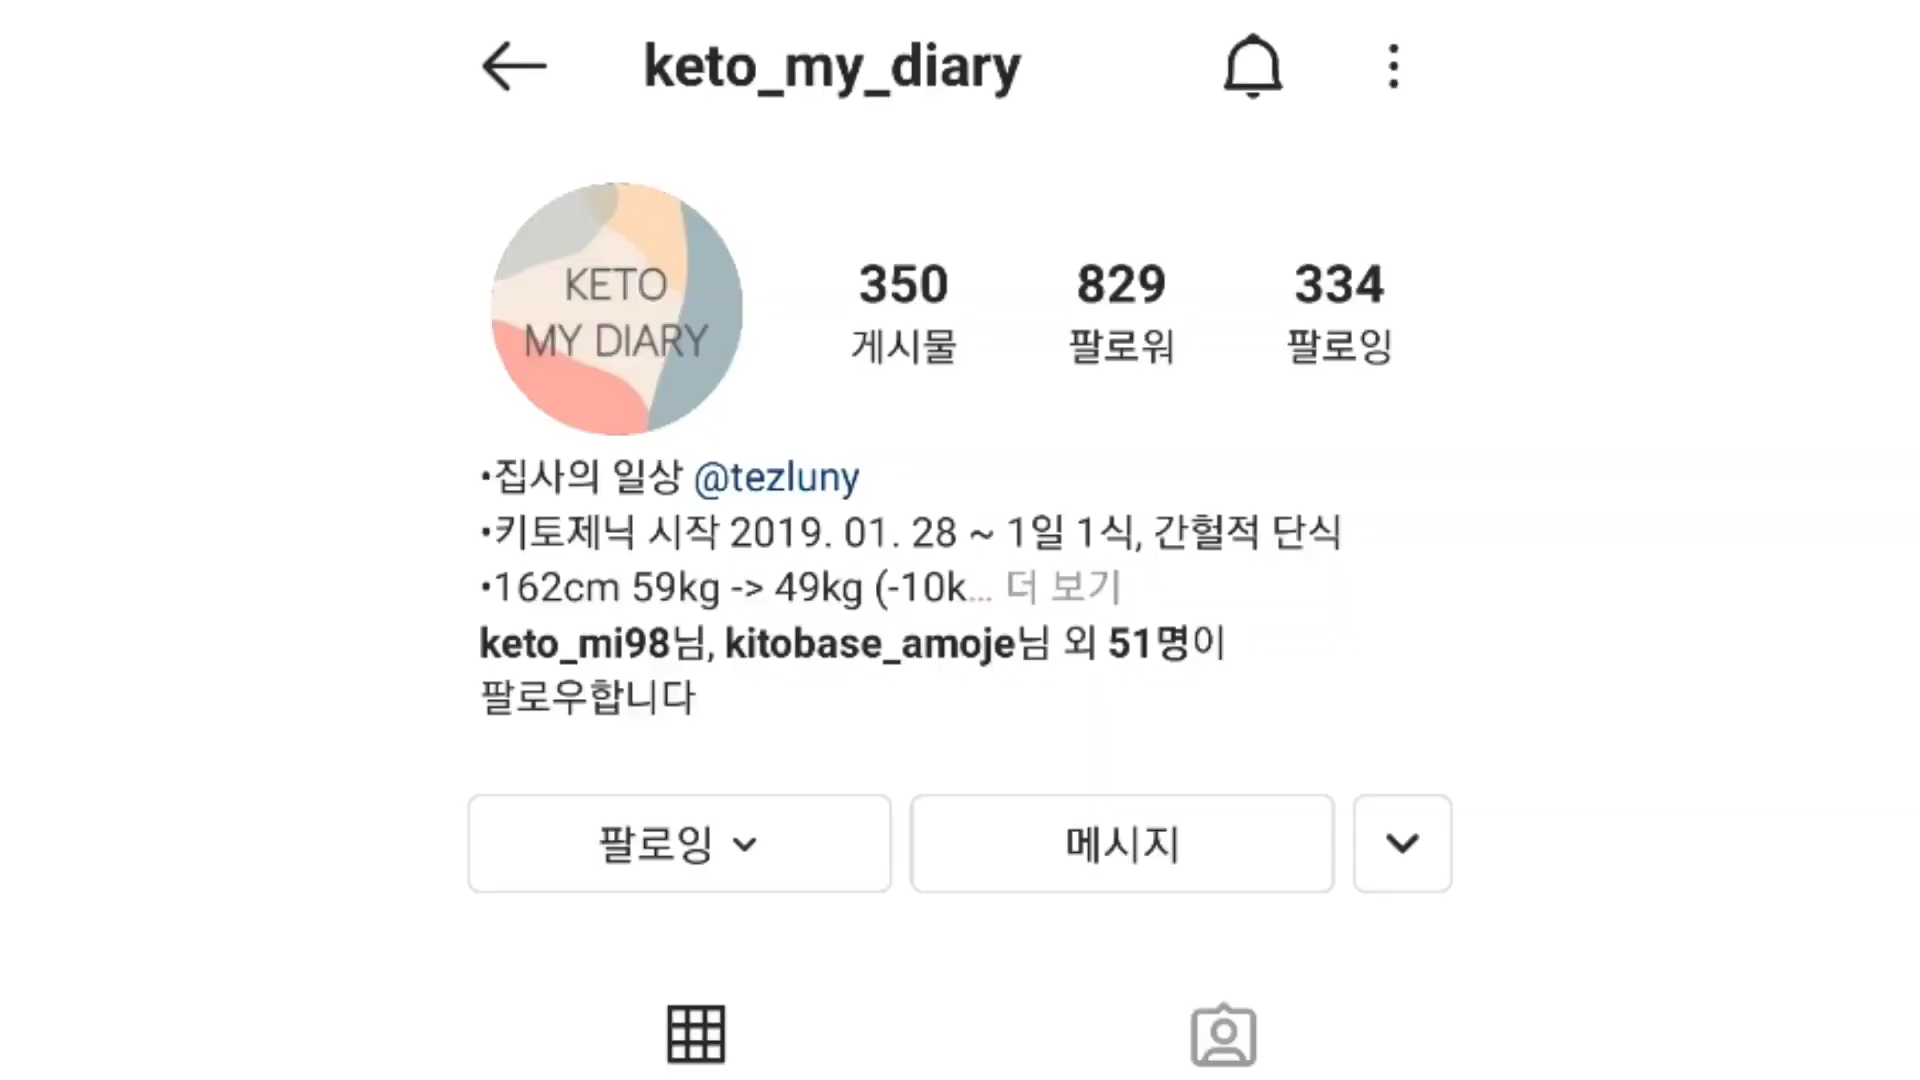 keto_my_diary
KETO
MY DIARY
350
829
334
게시물
팔로워
팔로잉
•집사의 일상 @tezluny
•키토제닉 시작 2019. 01. 28 ~ 1일 1식, 간헐적 단식
•162cm 59kg -> 49kg (-10k... 더 보기
keto_mi98님, kitobase_amoje님 외 51명이
팔로우합니다
팔로잉
메시지